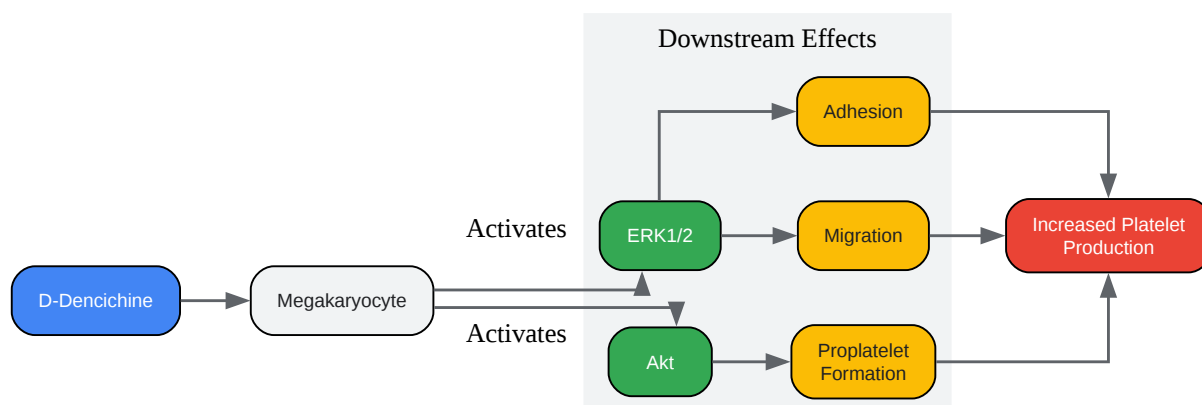 Downstream Effects
Adhesion
Activates
ERK1/2
Migration
Increased Platelet
Production
D-Dencichine
Megakaryocyte
Activates
Akt
Proplatelet
Formation